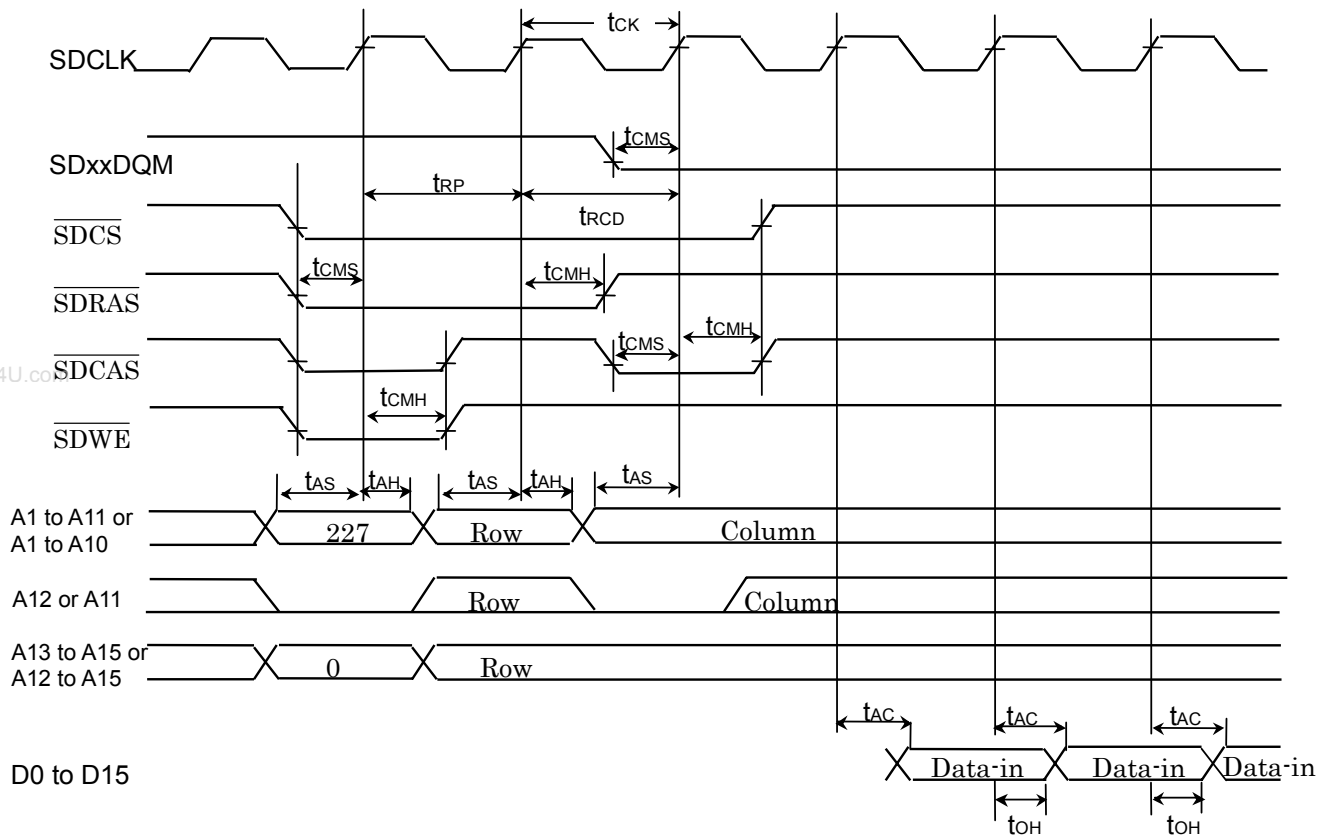 tCK
SDCLK
tCMS
SDxxDQM
tRP
tRCD
SDCS
tCMS
tCMH
SDRAS
tCMS
tCMH
4U.com
SDCAS
tCMH
SDWE
tAS tAH tAS tAH tAS
A1 to A11 or
A1 to A10
227 Row Column
A12 or A11
Row Column
A13 to A15 or
A12 to A15
0 Row
tAC tAC tAC
D0 to D15
Data-in Data-in Data-in
tOH tOH